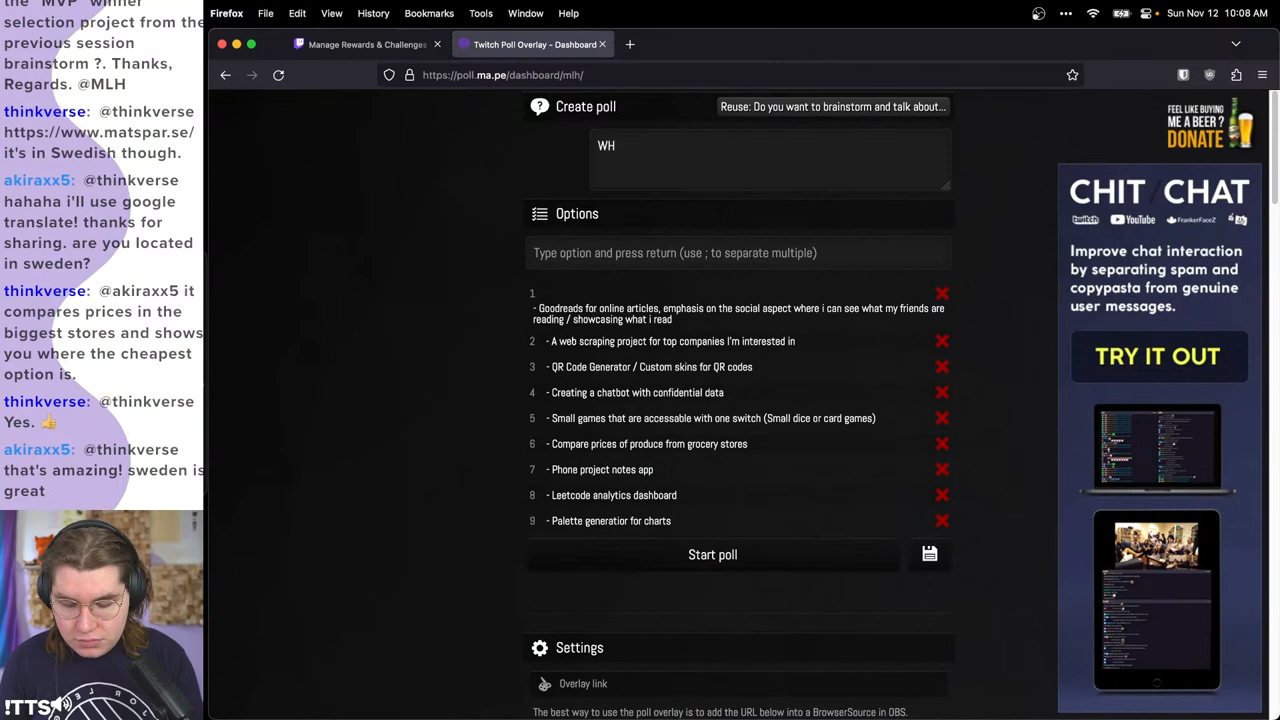 the "MVP" winner
selection project from the
previous session
brainstorm ?. Thanks,
Regards. @MLH
thinkverse: @thinkverse
https://www.matspar.se/
it's in Swedish though.
akiraxx5: @thinkverse
hahaha i'll use google
translate! thanks for
sharing. are you located
in sweden?
thinkverse: @akiraxx5 it
compares prices in the
biggest stores and shows
you where the cheapest
option is.
thinkverse: @thinkverse
Yes. 👍
akiraxx5: @thinkverse
that's amazing! sweden is
great
!TTS
Firefox File Edit View History Bookmarks Tools Window Help
Sun Nov 12 10:08 AM
Manage Rewards & Challenges
Twitch Poll Overlay - Dashboard
https://poll.ma.pe/dashboard/mlh/
Create poll
Reuse: Do you want to brainstorm and talk about...
WH
Options
Type option and press return (use ; to separate multiple)
1
- Goodreads for online articles, emphasis on the social aspect where i can see what my friends are
reading / showcasing what i read
2 - A web scraping project for top companies I'm interested in
3 - QR Code Generator / Custom skins for QR codes
4 - Creating a chatbot with confidential data
5 - Small games that are accessable with one switch (Small dice or card games)
6 - Compare prices of produce from grocery stores
7 - Phone project notes app
8 - Leetcode analytics dashboard
9 - Palette generatior for charts
Start poll
Settings
Overlay link
The best way to use the poll overlay is to add the URL below into a BrowserSource in OBS.
FEEL LIKE BUYING
ME A BEER?
DONATE
CHIT/CHAT
twitch YouTube FrankerFaceZ
Improve chat interaction
by separating spam and
copypasta from genuine
user messages.
TRY IT OUT